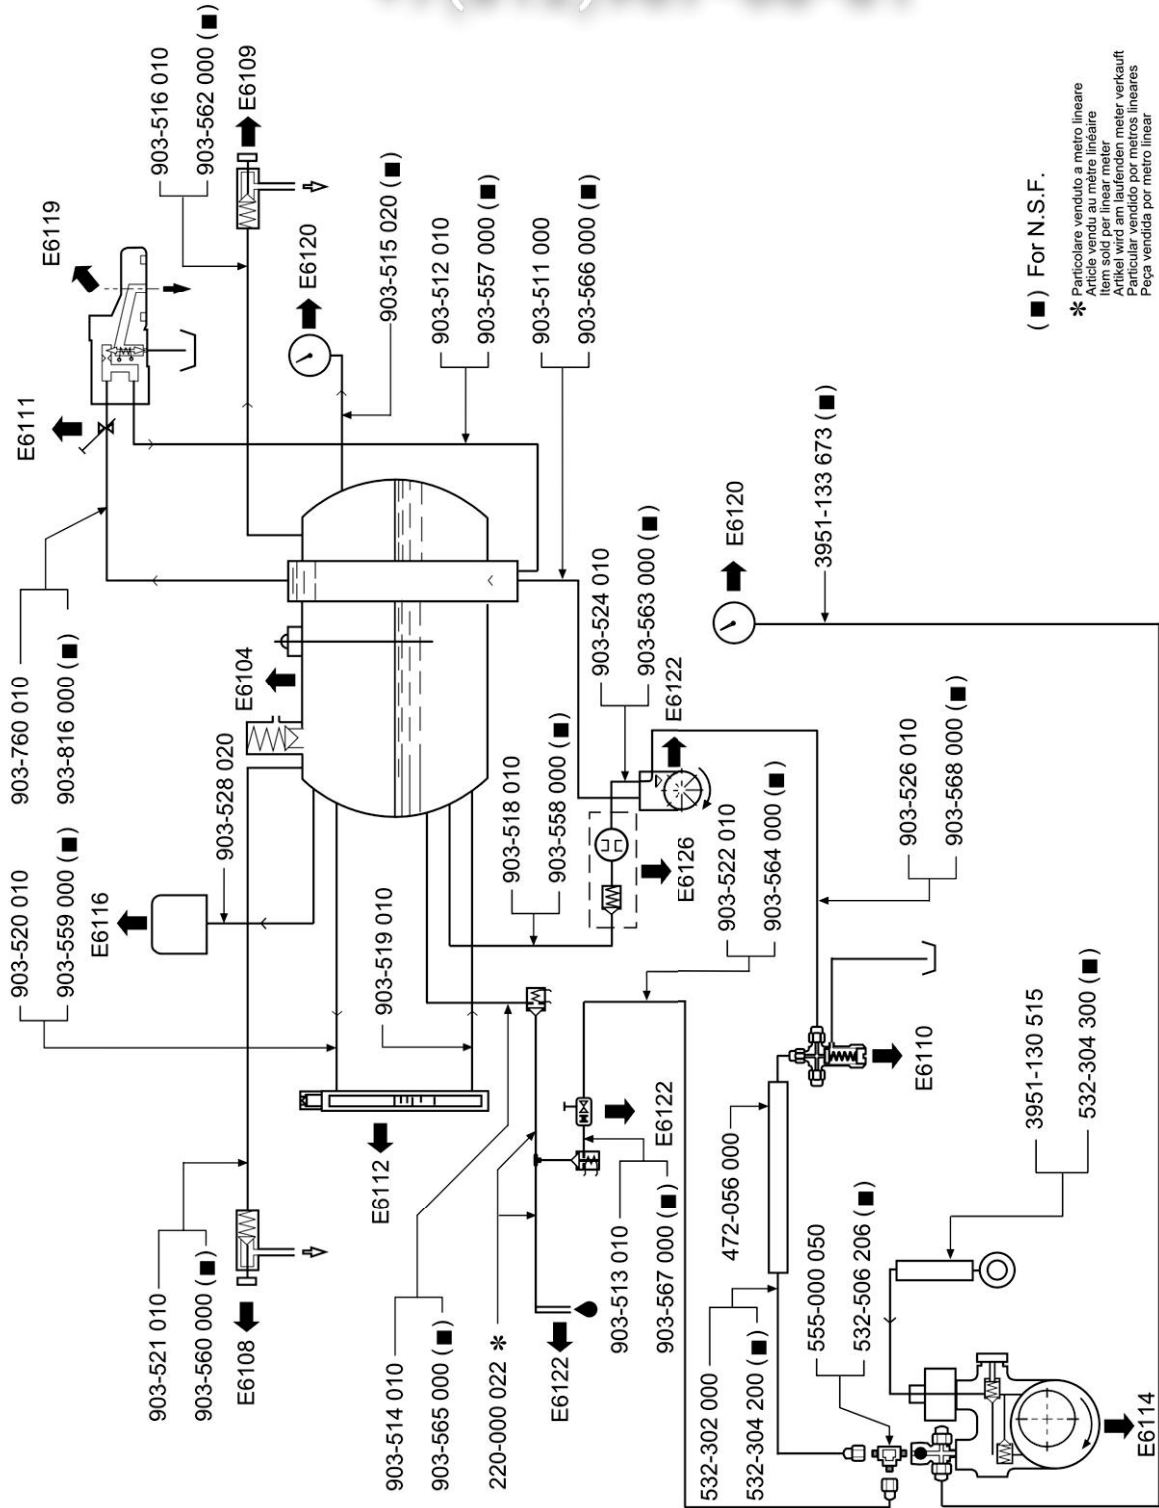 903-516 010
903-562 000 (■)
E6109
E6119
E6120
903-515 020 (■)
903-512 010
903-557 000 (■)
903-511 000
903-566 000 (■)
E6111
903-760 010
903-816 000 (■)
E6104
903-520 010
903-559 000 (■)
E6116
903-528 020
903-519 010
903-518 010
903-558 000 (■)
903-524 010
903-563 000 (■)
E6122
E6126
E6120
3951-133 673 (■)
903-522 010
903-564 000 (■)
903-526 010
903-568 000 (■)
903-521 010
903-560 000 (■)
E6108
E6112
903-514 010
903-565 000 (■)
220-000 022 *
E6122
E6122
903-513 010
903-567 000 (■)
472-056 000
E6110
532-302 000
532-304 200 (■)
555-000 050
532-506 206 (■)
3951-130 515
532-304 300 (■)
E6114
(■) For N.S.F.
* Particolare venduto a metro lineare
Article vendu au mètre linéaire
Item sold per linear meter
Artikel wird am laufenden meter verkauft
Particular vendido por metros lineares
Peça vendida por metro linear